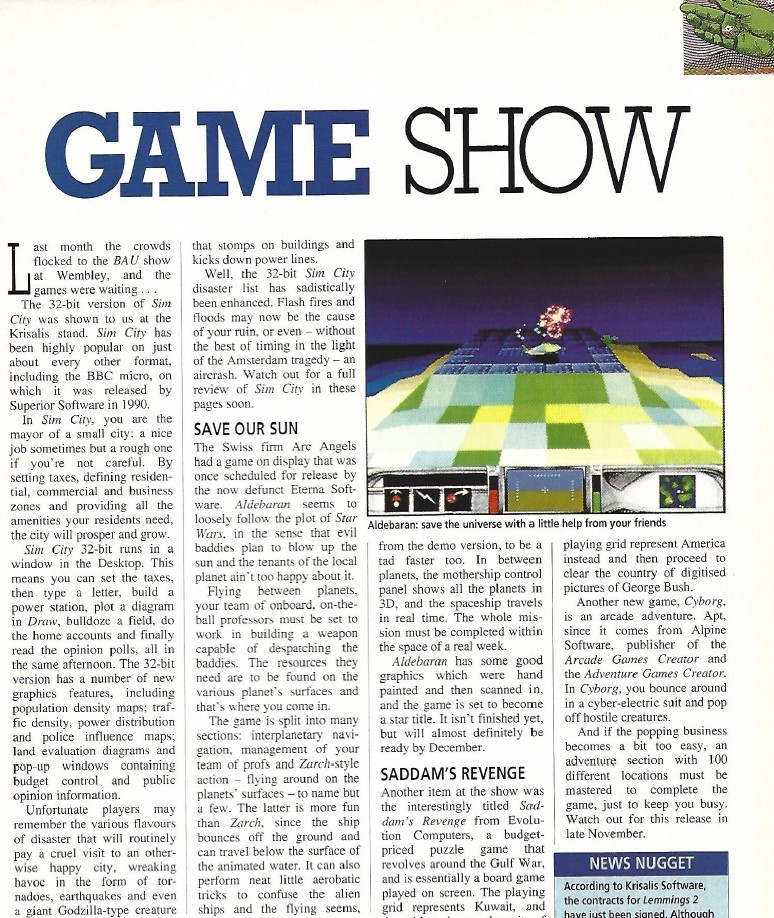 GAME SHOW
Last month the crowds
flocked to the BAU show
at Wembley, and the
games were waiting . . .
The 32-bit version of Sim
City was shown to us at the
Krisalis stand. Sim City has
been highly popular on just
about every other format,
including the BBC micro, on
which it was released by
Superior Software in 1990.
In Sim City, you are the
mayor of a small city: a nice
job sometimes but a rough one
if you're not careful. By
setting taxes, defining residen-
tial, commercial and business
zones and providing all the
amenities your residents need,
the city will prosper and grow.
Sim City 32-bit runs in a
window in the Desktop. This
means you can set the taxes,
then type a letter, build a
power station, plot a diagram
in Draw, bulldoze a field, do
the home accounts and finally
read the opinion polls, all in
the same afternoon. The 32-bit
version has a number of new
graphics features, including
population density maps; traf-
fic density, power distribution
and police influence maps;
land evaluation diagrams and
pop-up windows containing
budget control and public
opinion information.
Unfortunate players may
remember the various flavours
of disaster that will routinely
pay a cruel visit to an other-
wise happy city, wreaking
havoc in the form of tor-
nadoes, earthquakes and even
a giant Godzilla-type creature
that stomps on buildings and
kicks down power lines.
Well, the 32-bit Sim City
disaster list has sadistically
been enhanced. Flash fires and
floods may now be the cause
of your ruin, or even – without
the best of timing in the light
of the Amsterdam tragedy – an
aircrash. Watch out for a full
review of Sim City in these
pages soon.
SAVE OUR SUN
The Swiss firm Arc Angels
had a game on display that was
once scheduled for release by
the now defunct Eterna Soft-
ware. Aldebaran seems to
loosely follow the plot of Star
Wars, in the sense that evil
baddies plan to blow up the
sun and the tenants of the local
planet ain't too happy about it.
Flying between planets,
your team of onboard, on-the-
ball professors must be set to
work in building a weapon
capable of despatching the
baddies. The resources they
need are to be found on the
various planet's surfaces and
that's where you come in.
The game is split into many
sections: interplanetary navi-
gation, management of your
team of profs and Zarch-style
action – flying around on the
planets' surfaces – to name but
a few. The latter is more fun
than Zarch, since the ship
bounces off the ground and
can travel below the surface of
the animated water. It can also
perform neat little aerobatic
tricks to confuse the alien
ships and the flying seems,
Aldebaran: save the universe with a little help from your friends
from the demo version, to be a
tad faster too. In between
planets, the mothership control
panel shows all the planets in
3D, and the spaceship travels
in real time. The whole mis-
sion must be completed within
the space of a real week.
Aldebaran has some good
graphics which were hand
painted and then scanned in,
and the game is set to become
a star title. It isn't finished yet,
but will almost definitely be
ready by December.
SADDAM'S REVENGE
Another item at the show was
the interestingly titled Sad-
dam's Revenge from Evolu-
tion Computers, a budget-
priced puzzle game that
revolves around the Gulf War,
and is essentially a board game
played on screen. The playing
grid represents Kuwait, and
playing grid represent America
instead and then proceed to
clear the country of digitised
pictures of George Bush.
Another new game, Cyborg,
is an arcade adventure. Apt,
since it comes from Alpine
Software, publisher of the
Arcade Games Creator and
the Adventure Games Creator.
In Cyborg, you bounce around
in a cyber-electric suit and pop
off hostile creatures.
And if the popping business
becomes a bit too easy, an
adventure section with 100
different locations must be
mastered to complete the
game, just to keep you busy.
Watch out for this release in
late November.
NEWS NUGGET
According to Krisalis Software,
the contracts for Lemmings 2
have just been signed. Although